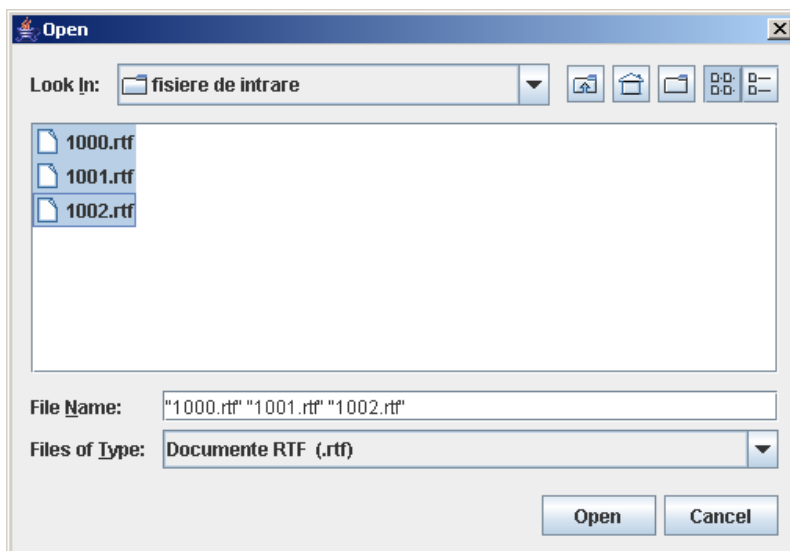 Open
Look In: fisiere de intrare
1000.rtf
1001.rtf
1002.rtf
File Name: "1000.rtf" "1001.rtf" "1002.rtf"
Files of Type: Documente RTF (.rtf)
Open Cancel